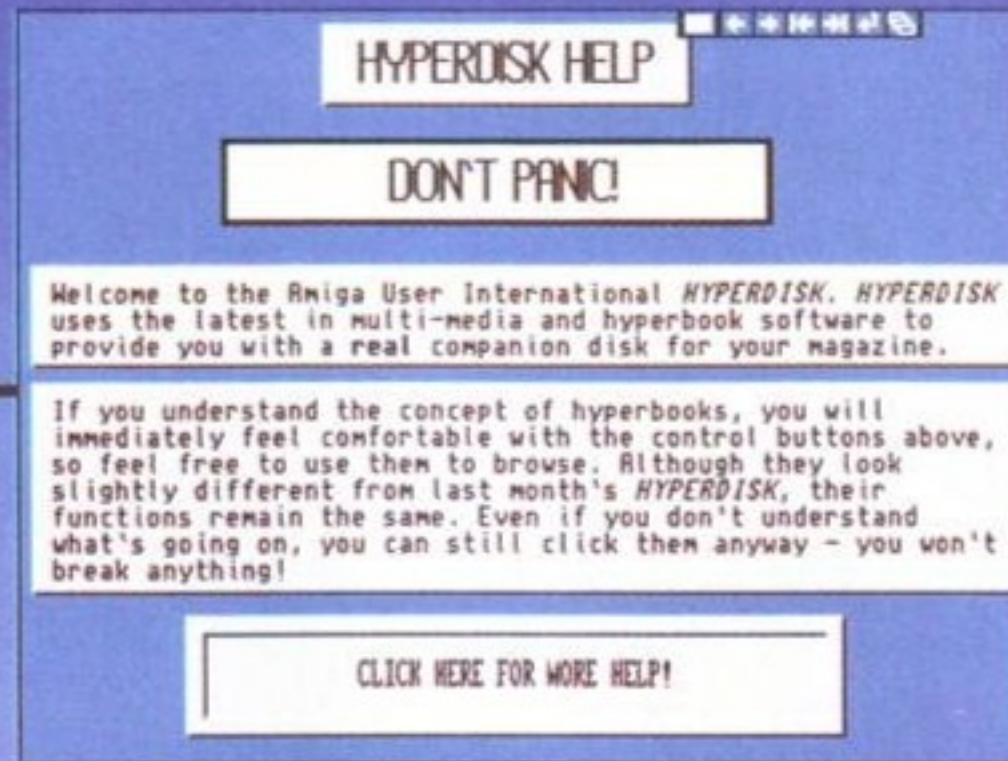 HYPERDISK HELP
DON'T PANIC!
Welcome to the Amiga User International HYPERDISK. HYPERDISK
uses the latest in multi-media and hyperbook software to
provide you with a real companion disk for your magazine.
If you understand the concept of hyperbooks, you will
immediately feel comfortable with the control buttons above,
so feel free to use them to browse. Although they look
slightly different from last month's HYPERDISK, their
functions remain the same. Even if you don't understand
what's going on, you can still click them anyway - you won't
break anything!
CLICK HERE FOR MORE HELP!